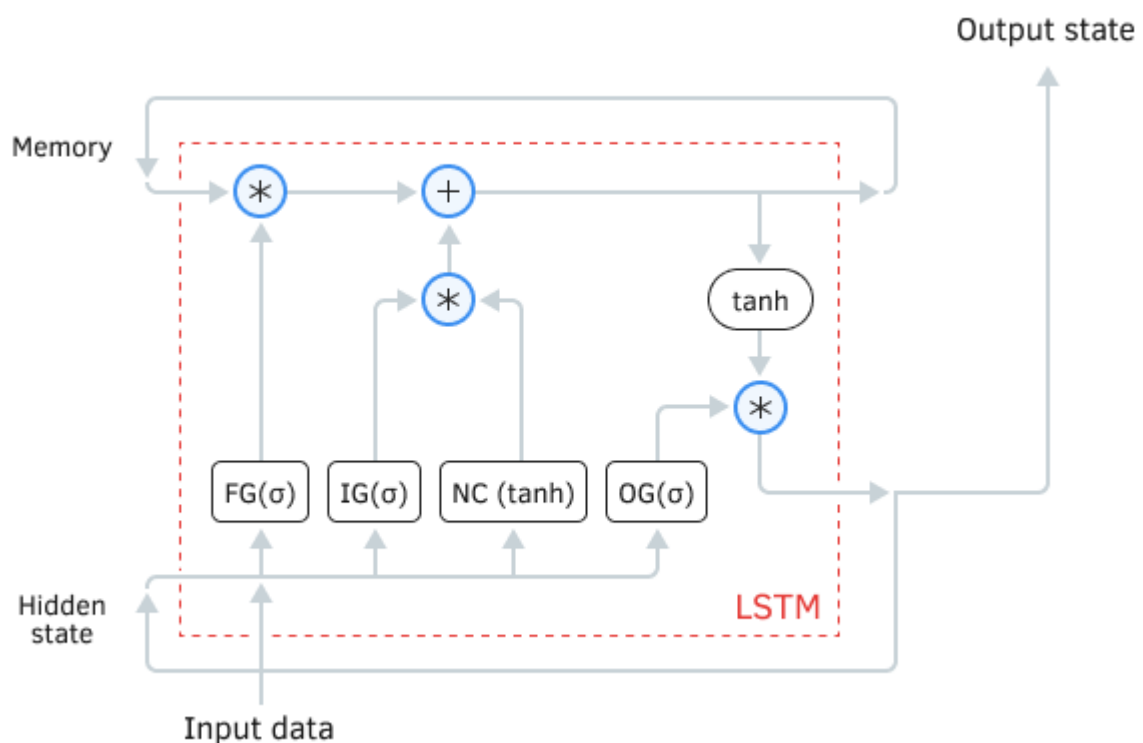 Output state
Memory
*
+
*
tanh
*
FG(σ)
IG(σ)
NC (tanh)
OG(σ)
Hidden
state
LSTM
Input data